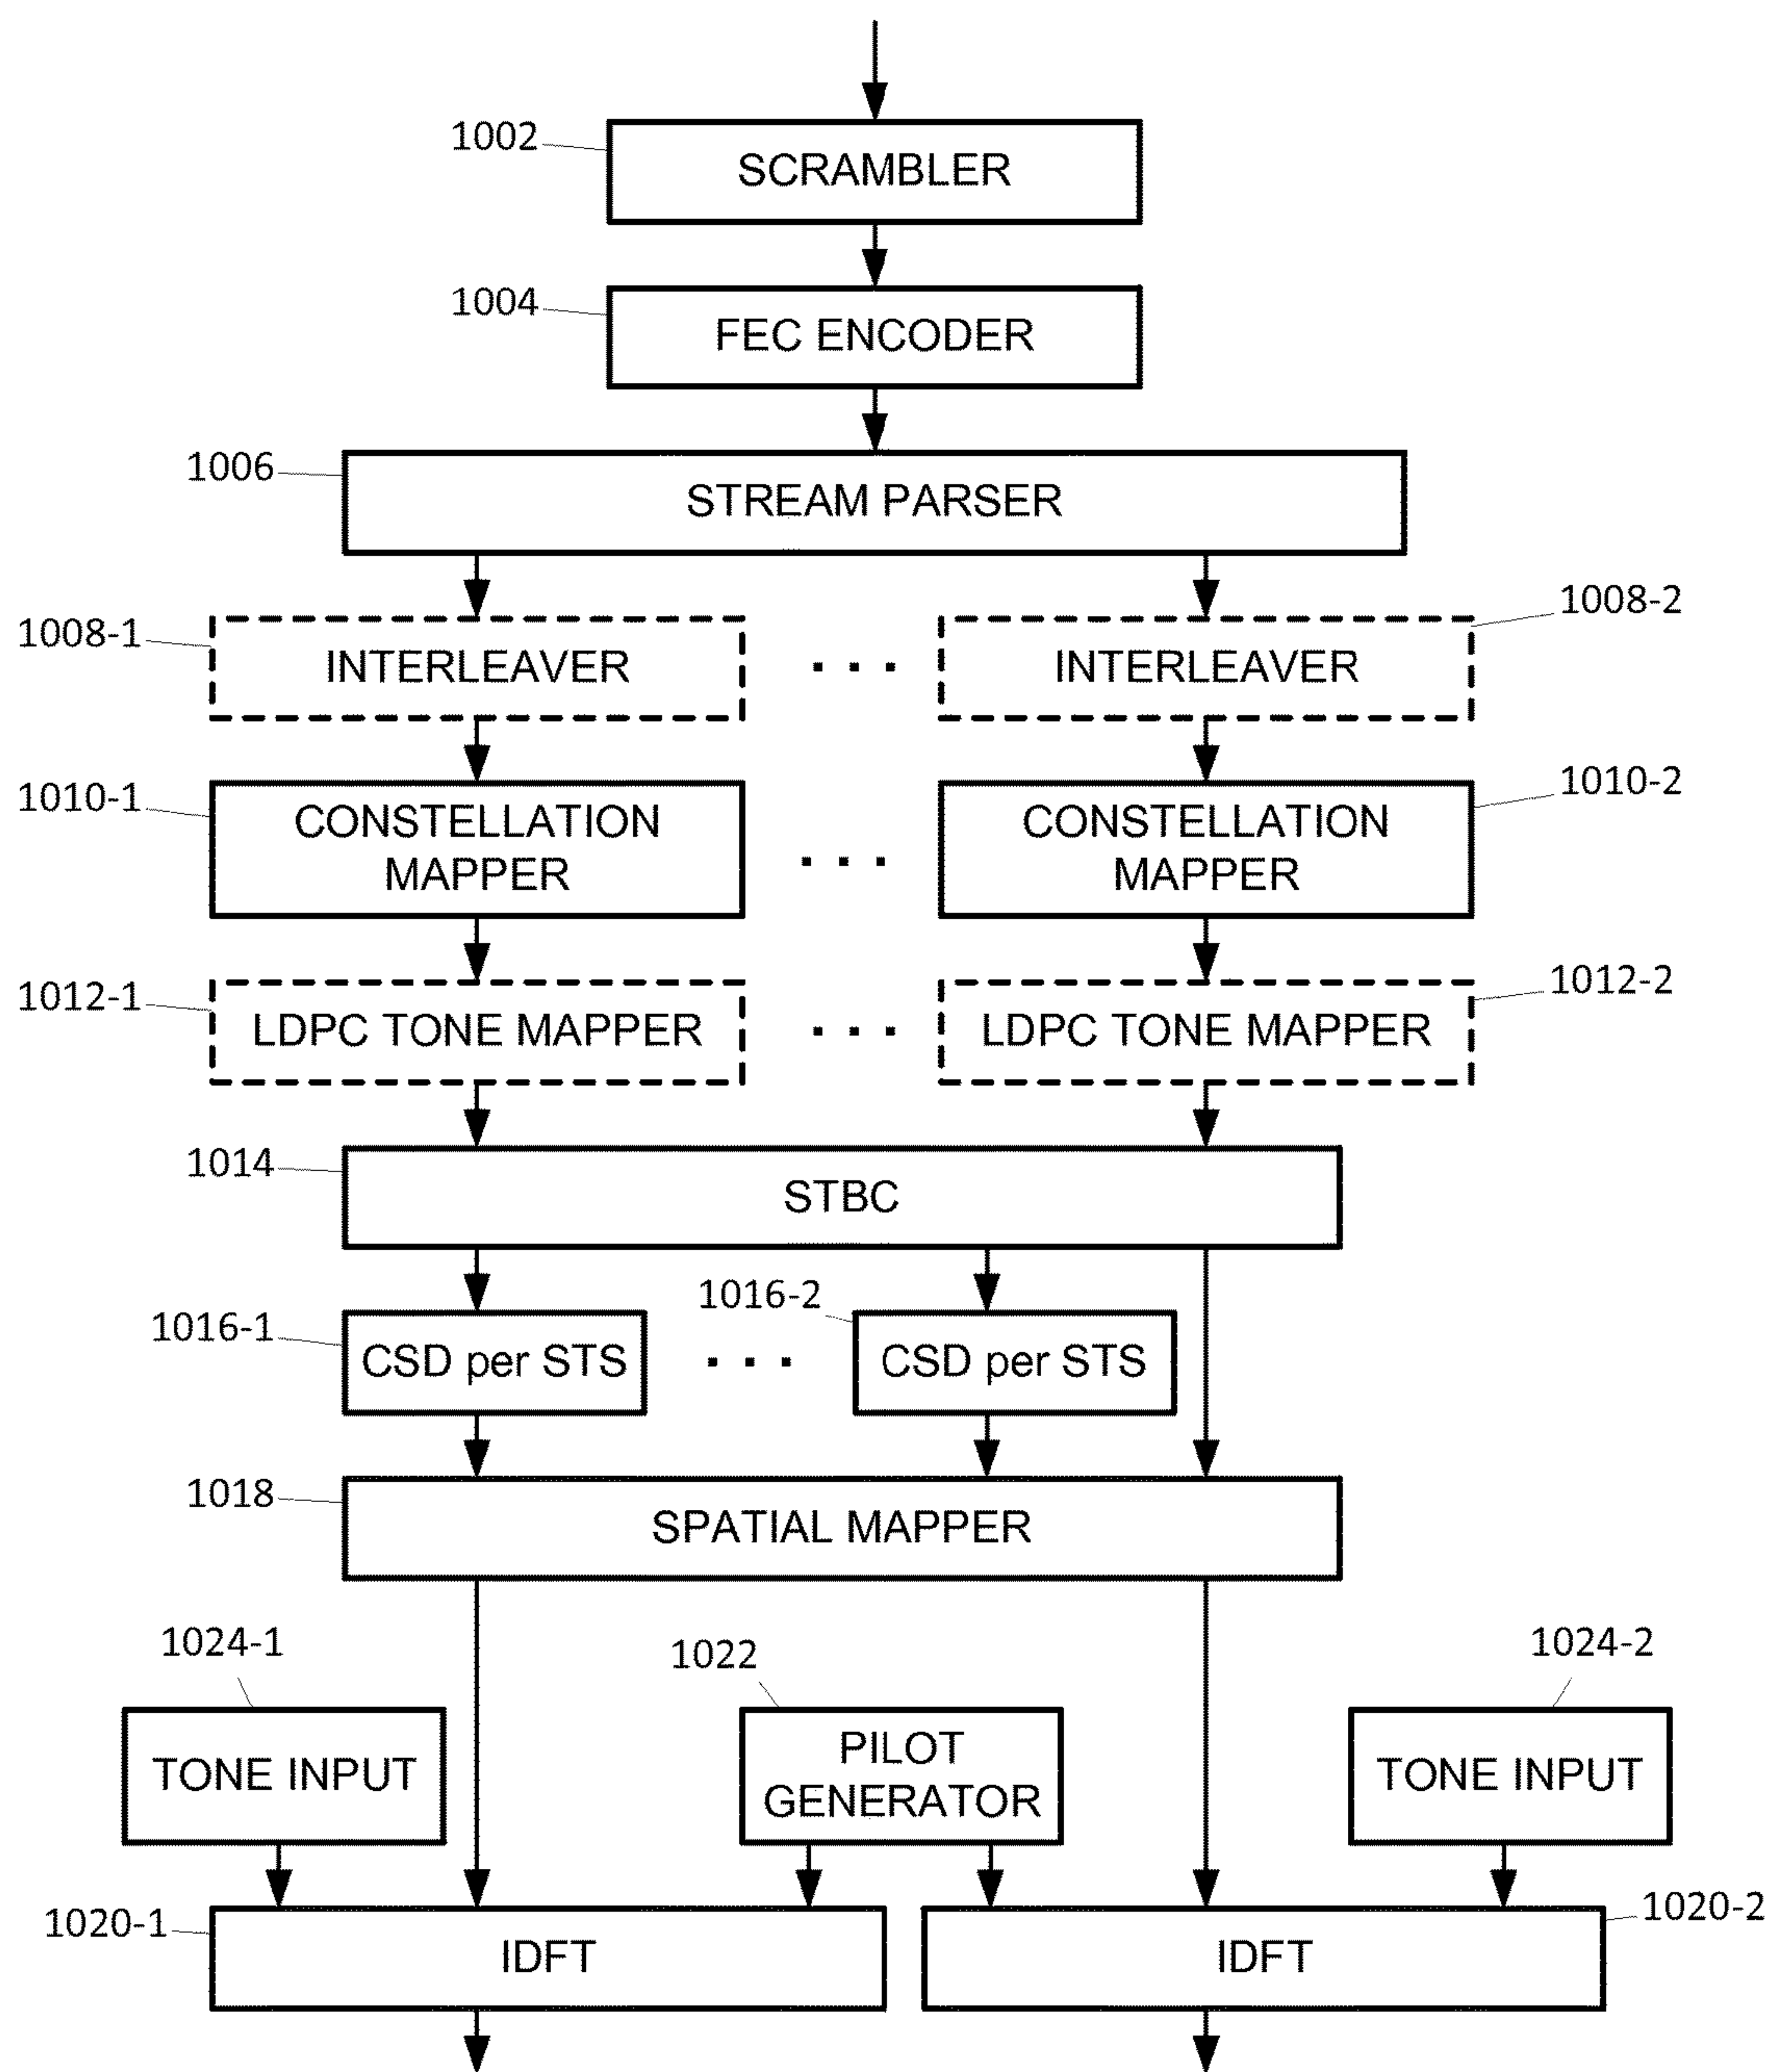 1002
SCRAMBLER
1004
FEC ENCODER
1006
STREAM PARSER
1008-1
INTERLEAVER
. . .
INTERLEAVER
1008-2
1010-1
CONSTELLATION
MAPPER
. . .
CONSTELLATION
MAPPER
1010-2
1012-1
LDPC TONE MAPPER
. . .
LDPC TONE MAPPER
1012-2
1014
STBC
1016-1
CSD per STS
. . .
1016-2
CSD per STS
1018
SPATIAL MAPPER
1024-1
TONE INPUT
1022
PILOT
GENERATOR
1024-2
TONE INPUT
1020-1
IDFT
IDFT
1020-2